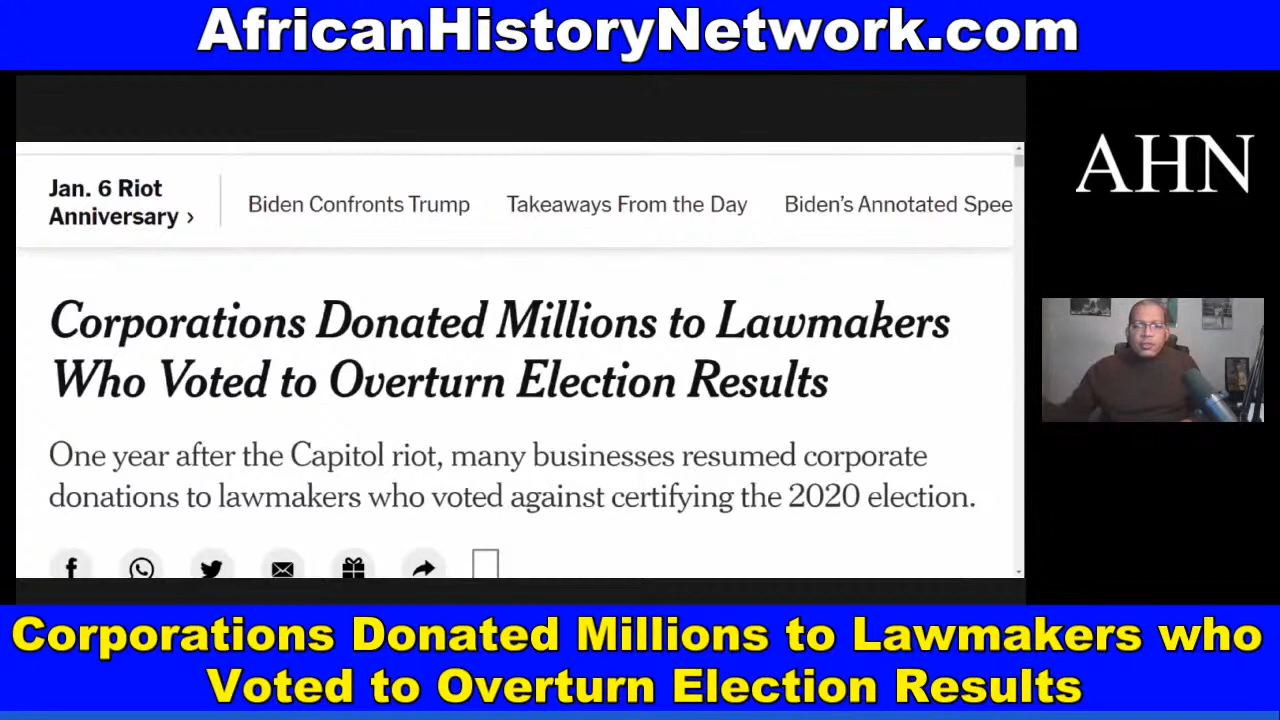 AfricanHistoryNetwork.com
AHN
Jan. 6 Riot
Anniversary ›
Biden Confronts Trump
Takeaways From the Day
Biden's Annotated Spee
Corporations Donated Millions to Lawmakers
Who Voted to Overturn Election Results
One year after the Capitol riot, many businesses resumed corporate
donations to lawmakers who voted against certifying the 2020 election.
Corporations Donated Millions to Lawmakers who
Voted to Overturn Election Results